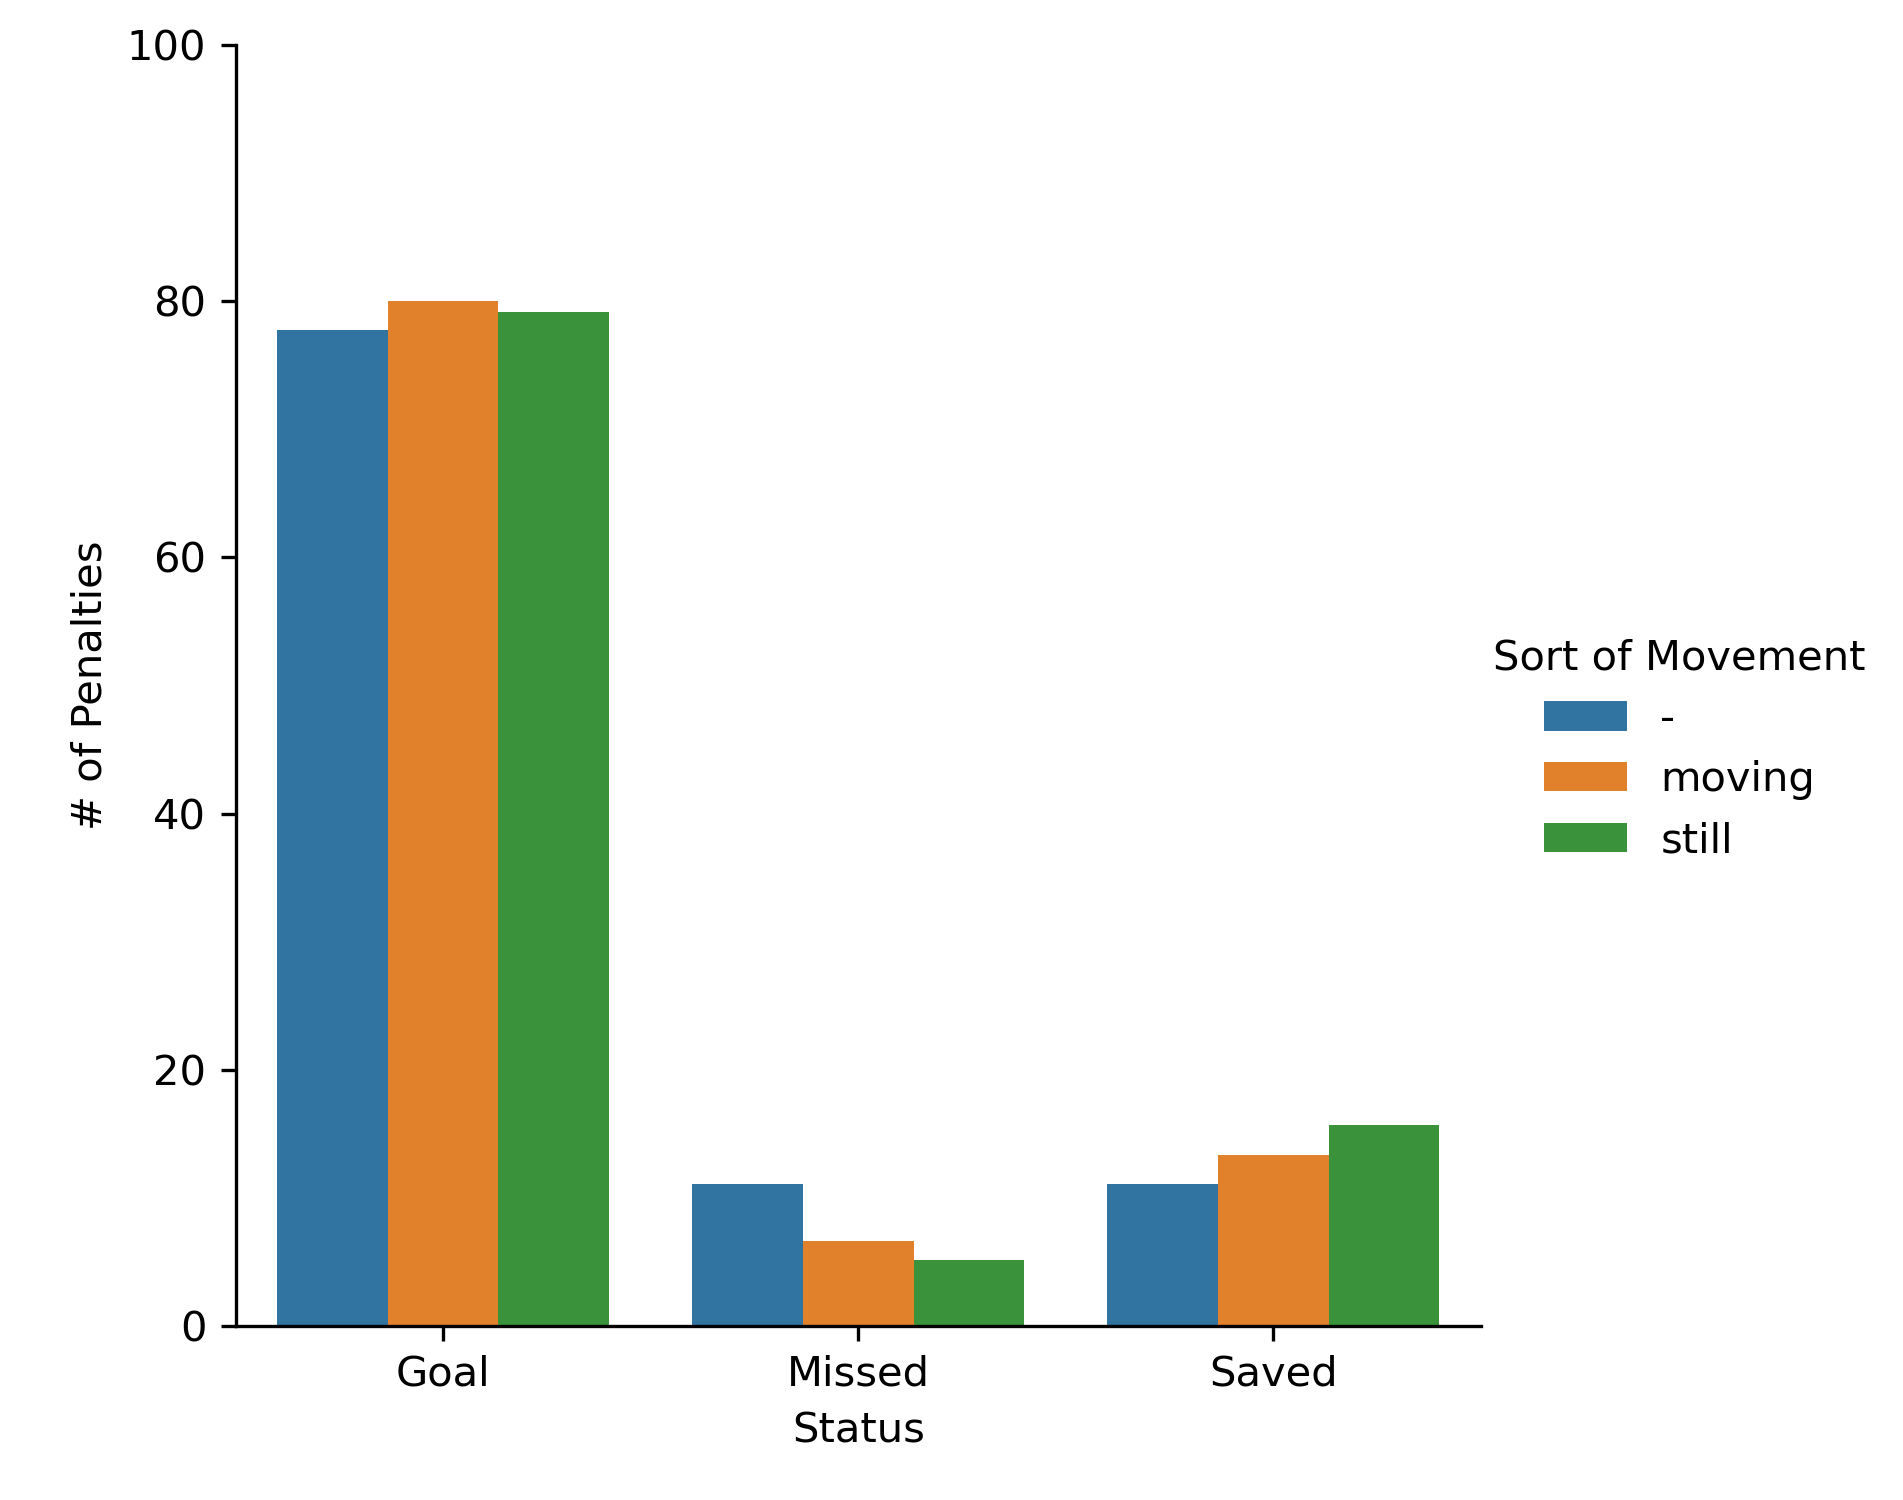 100
80
60
40
20
0
# of Penalties
Goal
Missed
Saved
Status
Sort of Movement
-
moving
still